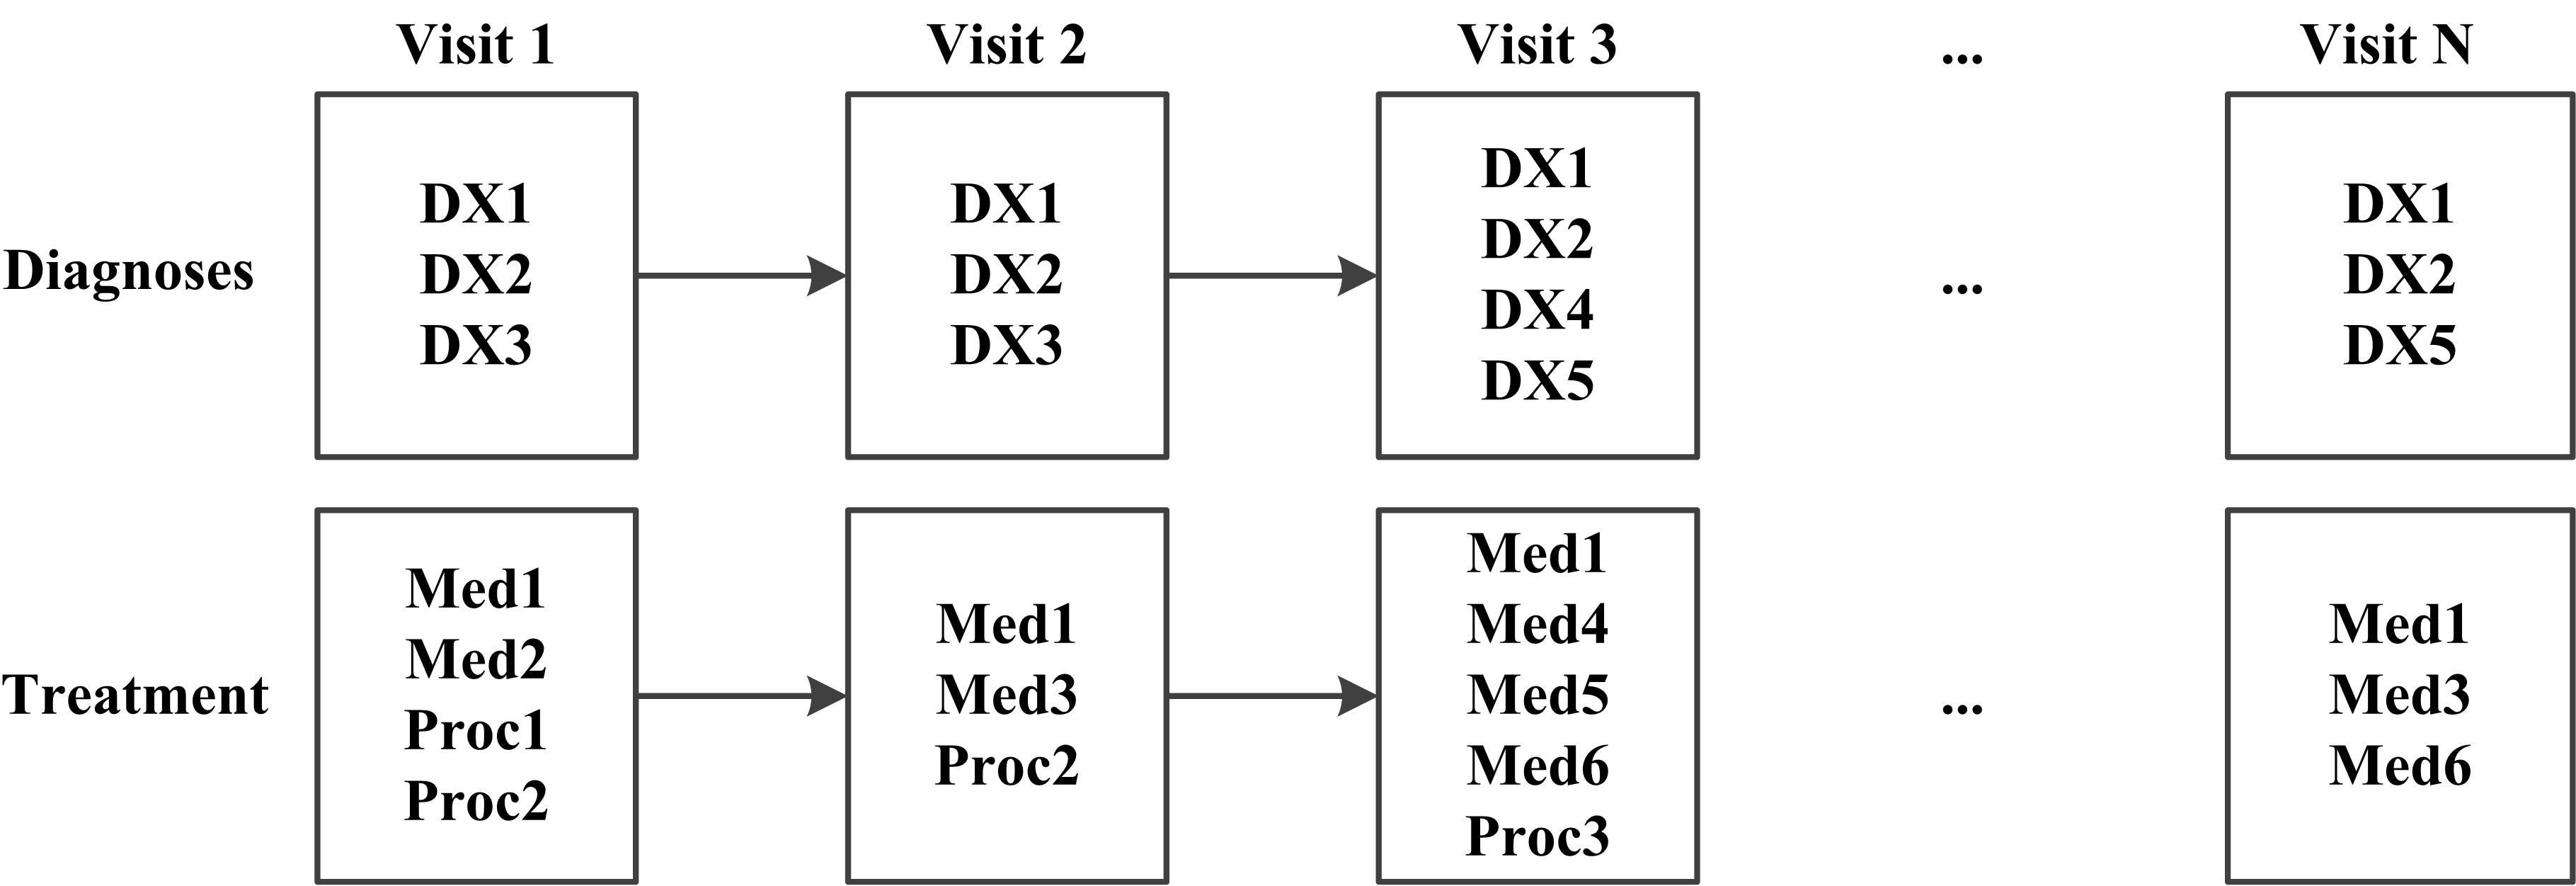 Visit 1 Visit 2 Visit 3 ... Visit N
Diagnoses
DX1
DX2
DX3
DX1
DX2
DX3
DX1
DX2
DX4
DX5
...
DX1
DX2
DX5
Treatment
Med1
Med2
Proc1
Proc2
Med1
Med3
Proc2
Med1
Med4
Med5
Med6
Proc3
...
Med1
Med3
Med6